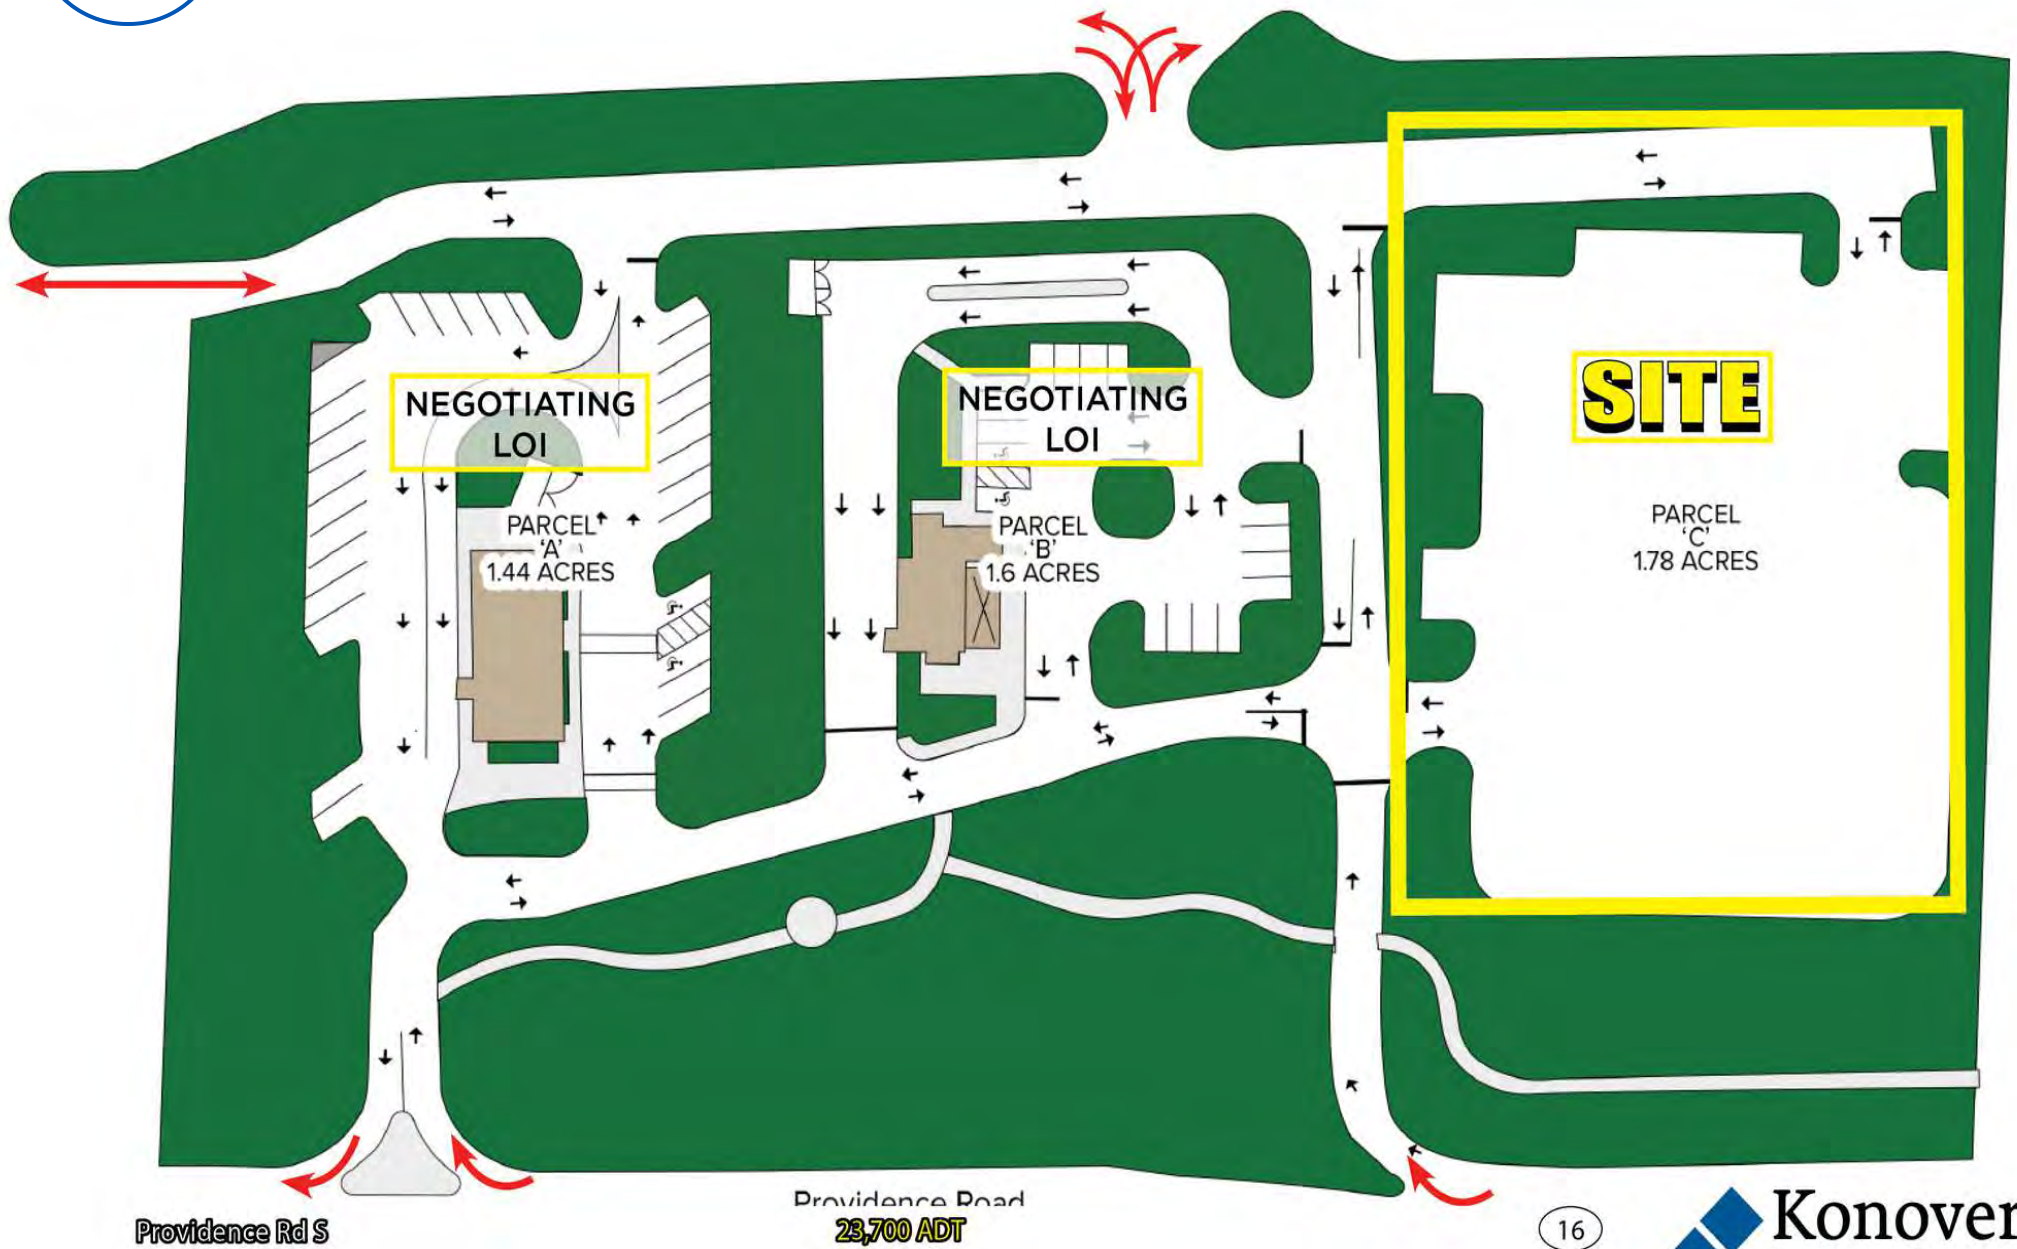 NEGOTIATING
LOI
NEGOTIATING
LOI
SITE
PARCEL
'A'
1.44 ACRES
PARCEL
'B'
1.6 ACRES
PARCEL
'C'
1.78 ACRES
Providence Road
Providence Rd S
23,700 ADT
16
Konover